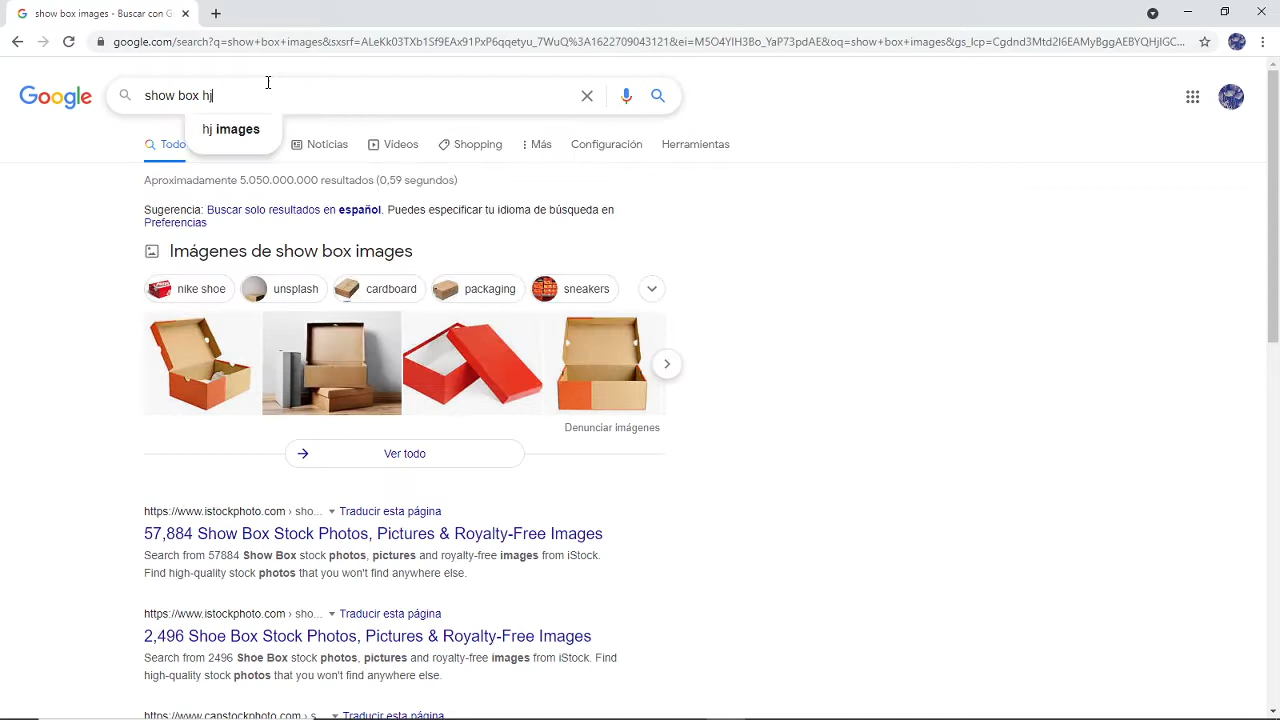 show box images - Buscar con G
google.com/search?q=show+box+images&sxsrf=ALeKk03TXb1Sf9EAx91PxP6qqetyu_7WuQ%3A1622709043121&ei=M5O4YIH3Bo_YaP73pdAE&oq=show+box+images&gs_lcp=Cgdnd3Mtd2l6EAMyBggAEBYQHjIGC...
Google
show box hj
hj images
Todo
Noticias
Vídeos
Shopping
Más
Configuración
Herramientas
Aproximadamente 5.050.000.000 resultados (0,59 segundos)
Sugerencia: Buscar solo resultados en español. Puedes especificar tu idioma de búsqueda en
Preferencias
Imágenes de show box images
nike shoe
unsplash
cardboard
packaging
sneakers
Denunciar imágenes
Ver todo
https://www.istockphoto.com › sho... Traducir esta página
57,884 Show Box Stock Photos, Pictures & Royalty-Free Images
Search from 57884 Show Box stock photos, pictures and royalty-free images from iStock.
Find high-quality stock photos that you won't find anywhere else.
https://www.istockphoto.com › sho... Traducir esta página
2,496 Shoe Box Stock Photos, Pictures & Royalty-Free Images
Search from 2496 Shoe Box stock photos, pictures and royalty-free images from iStock. Find
high-quality stock photos that you won't find anywhere else.
https://www.canstockphoto.com › s... Traducir esta página